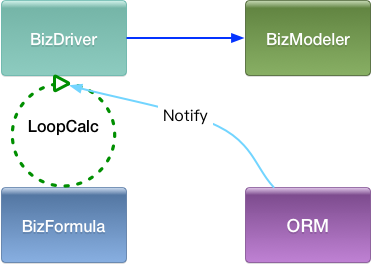 BizDriver
BizModeler
Notify
LoopCalc
BizFormula
ORM